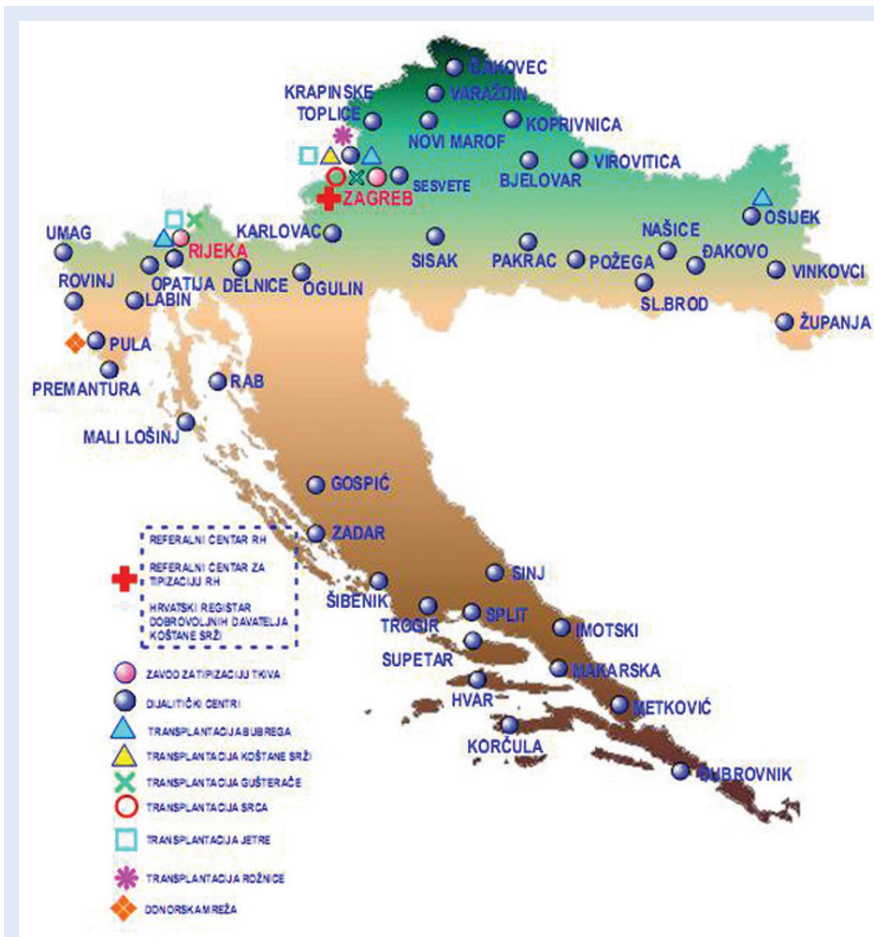 ČAKOVEC
VARAŽDIN
KRAPINSKE
TOPLICE
NOVI MAROF
KOPRIVNICA
BJELOVAR
VIROVITICA
SESVETE
ZAGREB
OSIJEK
UMAG
RIJEKA
KARLOVAC
SISAK
PAKRAC
POŽEGA
NAŠICE
ĐAKOVO
VINKOVCI
ROVINJ
OPATIJA
LABIN
DELNICE
OGULIN
SL.BROD
ŽUPANJA
PULA
PREMANTURA
RAB
MALI LOŠINJ
GOSPIĆ
ZADAR
ŠIBENIK
SINJ
TROGIR
SPLIT
IMOTSKI
SUPETAR
MAKARSKA
HVAR
METKOVIĆ
KORČULA
DUBROVNIK
REFERALNI CENTAR RH
REFERALNI CENTAR ZA
TIPIZACIJU RH
HRVATSKI REGISTAR
DOBROVOLJNIH DAVATELJA
KOŠTANE SRŽI
ZAVOD ZA TIPIZACIJU TKIVA
DIJALITIČKI CENTRI
TRANSPLANTACIJA BUBREGA
TRANSPLANTACIJA KOŠTANE SRŽI
TRANSPLANTACIJA GUŠTERAČE
TRANSPLANTACIJA SRCA
TRANSPLANTACIJA JETRE
TRANSPLANTACIJA ROŽNICE
DONORSKA MREŽA